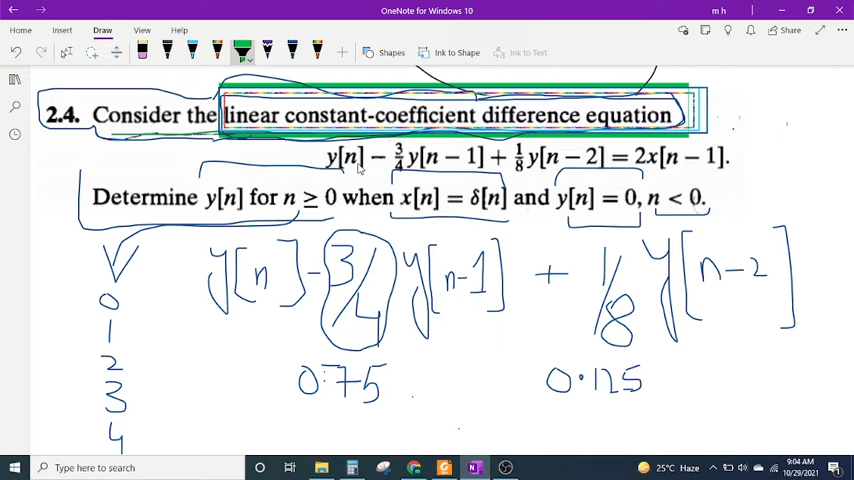 OneNote for Windows 10
m h
Home Insert Draw View Help
Share
Shapes Ink to Shape Ink to Text
2.4. Consider the linear constant-coefficient difference equation
y[n] − 3/4 y[n − 1] + 1/8 y[n − 2] = 2x[n − 1].
Determine y[n] for n ≥ 0 when x[n] = δ[n] and y[n] = 0, n < 0.
y[n] - 3/4 y[n-1] + 1/8 y[n-2]
0
1
2
3
4
0.75 0.125
Type here to search
25°C Haze
9:04 AM
10/29/2021
1